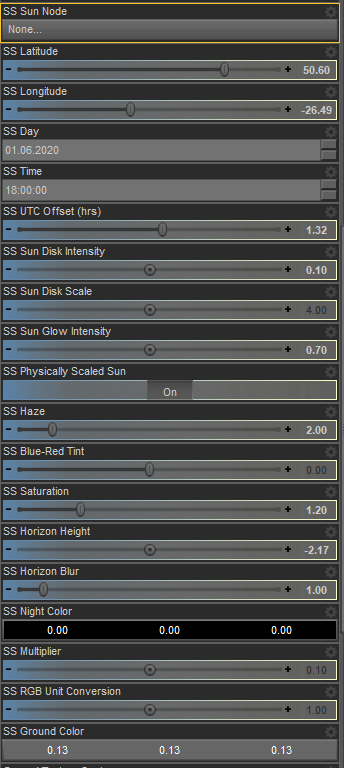 SS Sun Node
None...
SS Latitude
- + 50.60
SS Longitude
- + -26.49
SS Day
01.06.2020
SS Time
18:00:00
SS UTC Offset (hrs)
- + 1.32
SS Sun Disk Intensity
- + 0.10
SS Sun Disk Scale
- + 4.00
SS Sun Glow Intensity
- + 0.70
SS Physically Scaled Sun
On
SS Haze
- + 2.00
SS Blue-Red Tint
- + 0.00
SS Saturation
- + 1.20
SS Horizon Height
- + -2.17
SS Horizon Blur
- + 1.00
SS Night Color
0.00 0.00 0.00
SS Multiplier
- + 0.10
SS RGB Unit Conversion
- + 1.00
SS Ground Color
0.13 0.13 0.13